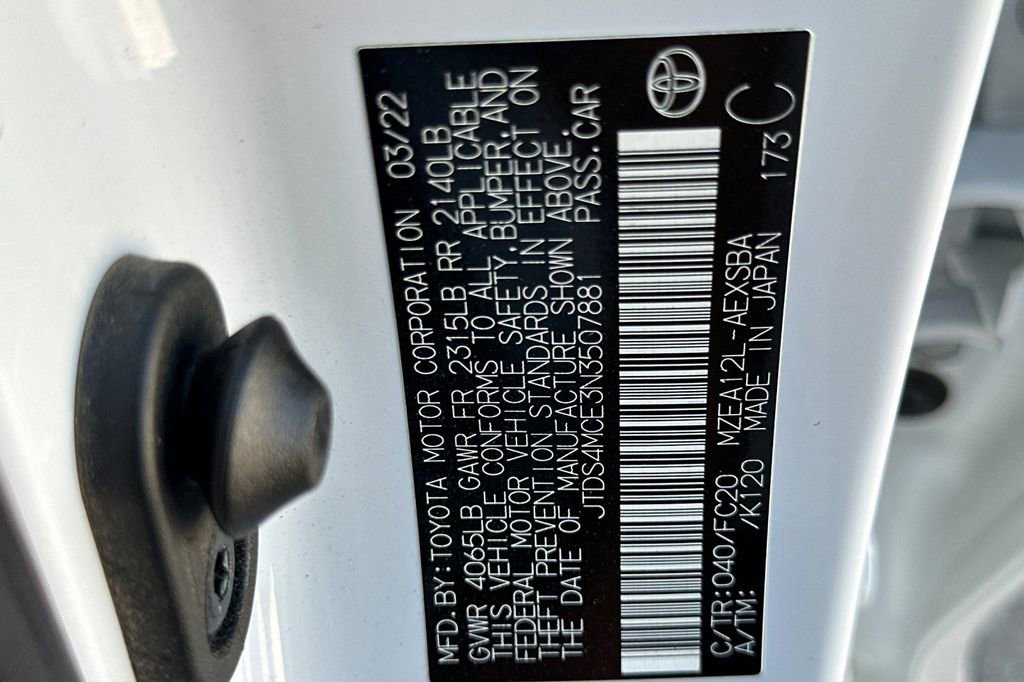 MFD.BY:TOYOTA MOTOR CORPORATION 03/22
GVWR 4065LB GAWR FR 2315LB RR 2140LB
THIS VEHICLE CONFORMS TO ALL APPLICABLE
FEDERAL MOTOR VEHICLE SAFETY,BUMPER,AND
THEFT PREVENTION STANDARDS IN EFFECT ON
THE DATE OF MANUFACTURE SHOWN ABOVE.
JTDS4MCE3N3507881 PASS.CAR
C/TR:040/FC20 MZEA12L-AEXSBA 173 C
A/TM: /K120 MADE IN JAPAN